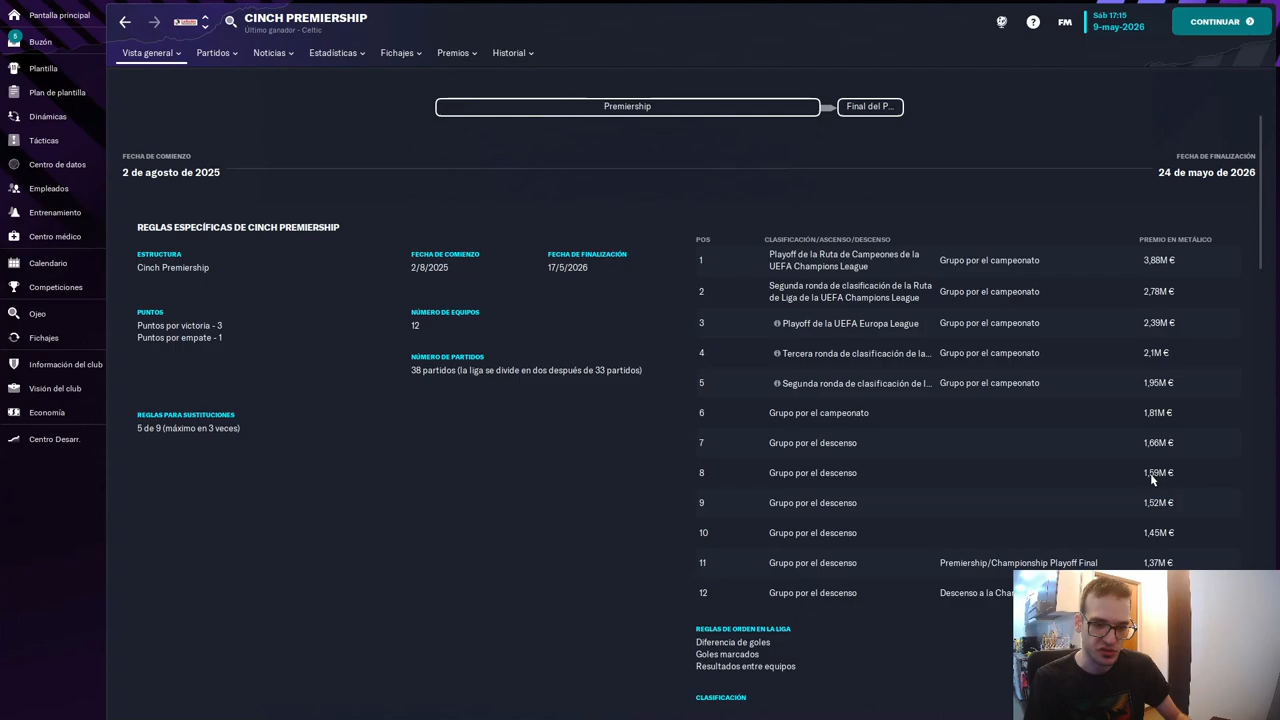 Página principal
5
Buzón
Plantilla
Plan de plantilla
Dinámicas
Tácticas
Centro de datos
Empleados
Entrenamiento
Centro médico
Calendario
Competiciones
Ojeo
Fichajes
Información del club
Visión del club
Economía
Centro Desarr.
CINCH PREMIERSHIP
Último ganador - Celtic
FM
Sáb 17:15
9-may-2026
CONTINUAR
Vista general
Partidos
Noticias
Estadísticas
Fichajes
Premios
Historial
Premiership
Final del P...
FECHA DE COMIENZO
2 de agosto de 2025
FECHA DE FINALIZACIÓN
24 de mayo de 2026
REGLAS ESPECÍFICAS DE CINCH PREMIERSHIP
ESTRUCTURA
Cinch Premiership
FECHA DE COMIENZO
2/8/2025
FECHA DE FINALIZACIÓN
17/5/2026
PUNTOS
Puntos por victoria - 3
Puntos por empate - 1
NÚMERO DE EQUIPOS
12
NÚMERO DE PARTIDOS
38 partidos (la liga se divide en dos después de 33 partidos)
REGLAS PARA SUSTITUCIONES
5 de 9 (máximo en 3 veces)
POS CLASIFICACIÓN/ASCENSO/DESCENSO PREMIO EN METÁLICO
1 Playoff de la Ruta de Campeones de la Grupo por el campeonato 3,88M €
UEFA Champions League
2 Segunda ronda de clasificación de la Ruta Grupo por el campeonato 2,78M €
de Liga de la UEFA Champions League
3 Playoff de la UEFA Europa League Grupo por el campeonato 2,39M €
4 Tercera ronda de clasificación de la... Grupo por el campeonato 2,1M €
5 Segunda ronda de clasificación de l... Grupo por el campeonato 1,95M €
6 Grupo por el campeonato 1,81M €
7 Grupo por el descenso 1,66M €
8 Grupo por el descenso 1,59M €
9 Grupo por el descenso 1,52M €
10 Grupo por el descenso 1,45M €
11 Grupo por el descenso Premiership/Championship Playoff Final 1,37M €
12 Grupo por el descenso Descenso a la Cha
REGLAS DE ORDEN EN LA LIGA
Diferencia de goles
Goles marcados
Resultados entre equipos
CLASIFICACIÓN